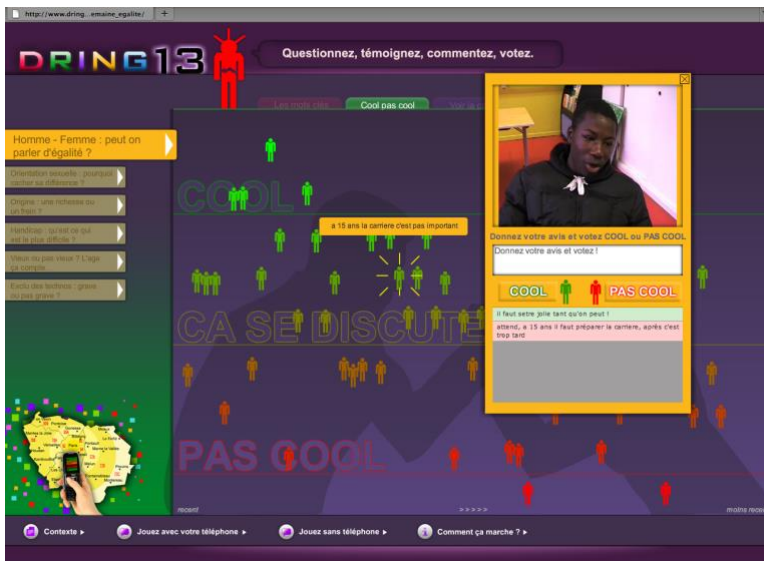 http://www.dring...emaine_egalite/
DRING13
Questionnez, témoignez, commentez, votez.
Les mots clés
Cool pas cool
Homme - Femme : peut on
parler d'égalité ?
Orientation sexuelle : pourquoi
cacher sa différence ?
Origine : une richesse ou
un frein ?
Handicap : qu'est ce qui
est le plus difficile ?
Vieux ou pas vieux ? L'age
ça compte
Exclu des technos : grave
ou pas grave ?
COOL
a 15 ans la carriere c'est pas important
CA SE DISCUTE
PAS COOL
récent
>>>>>
moins récent
Donnez votre avis et votez COOL ou PAS COOL
Donnez votre avis et votez !
COOL
PAS COOL
il faut setre jolie tant qu'on peut !
attend, a 15 ans il faut préparer la carriere, après c'est
trop tard
Contexte
Jouez avec votre téléphone
Jouez sans téléphone
Comment ça marche ?